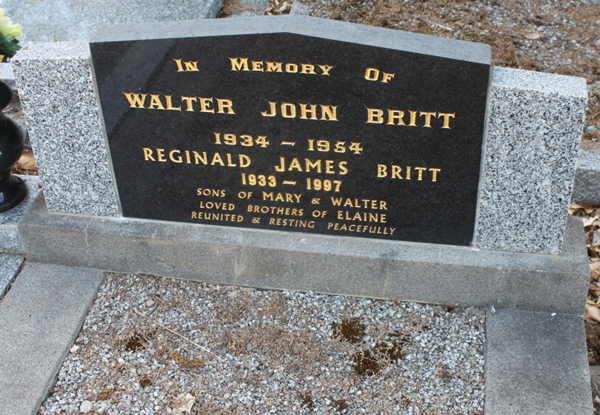 In Memory Of
WALTER JOHN BRITT
1934 - 1954
REGINALD JAMES BRITT
1933 - 1997
SONS OF MARY & WALTER
LOVED BROTHERS OF ELAINE
REUNITED & RESTING PEACEFULLY